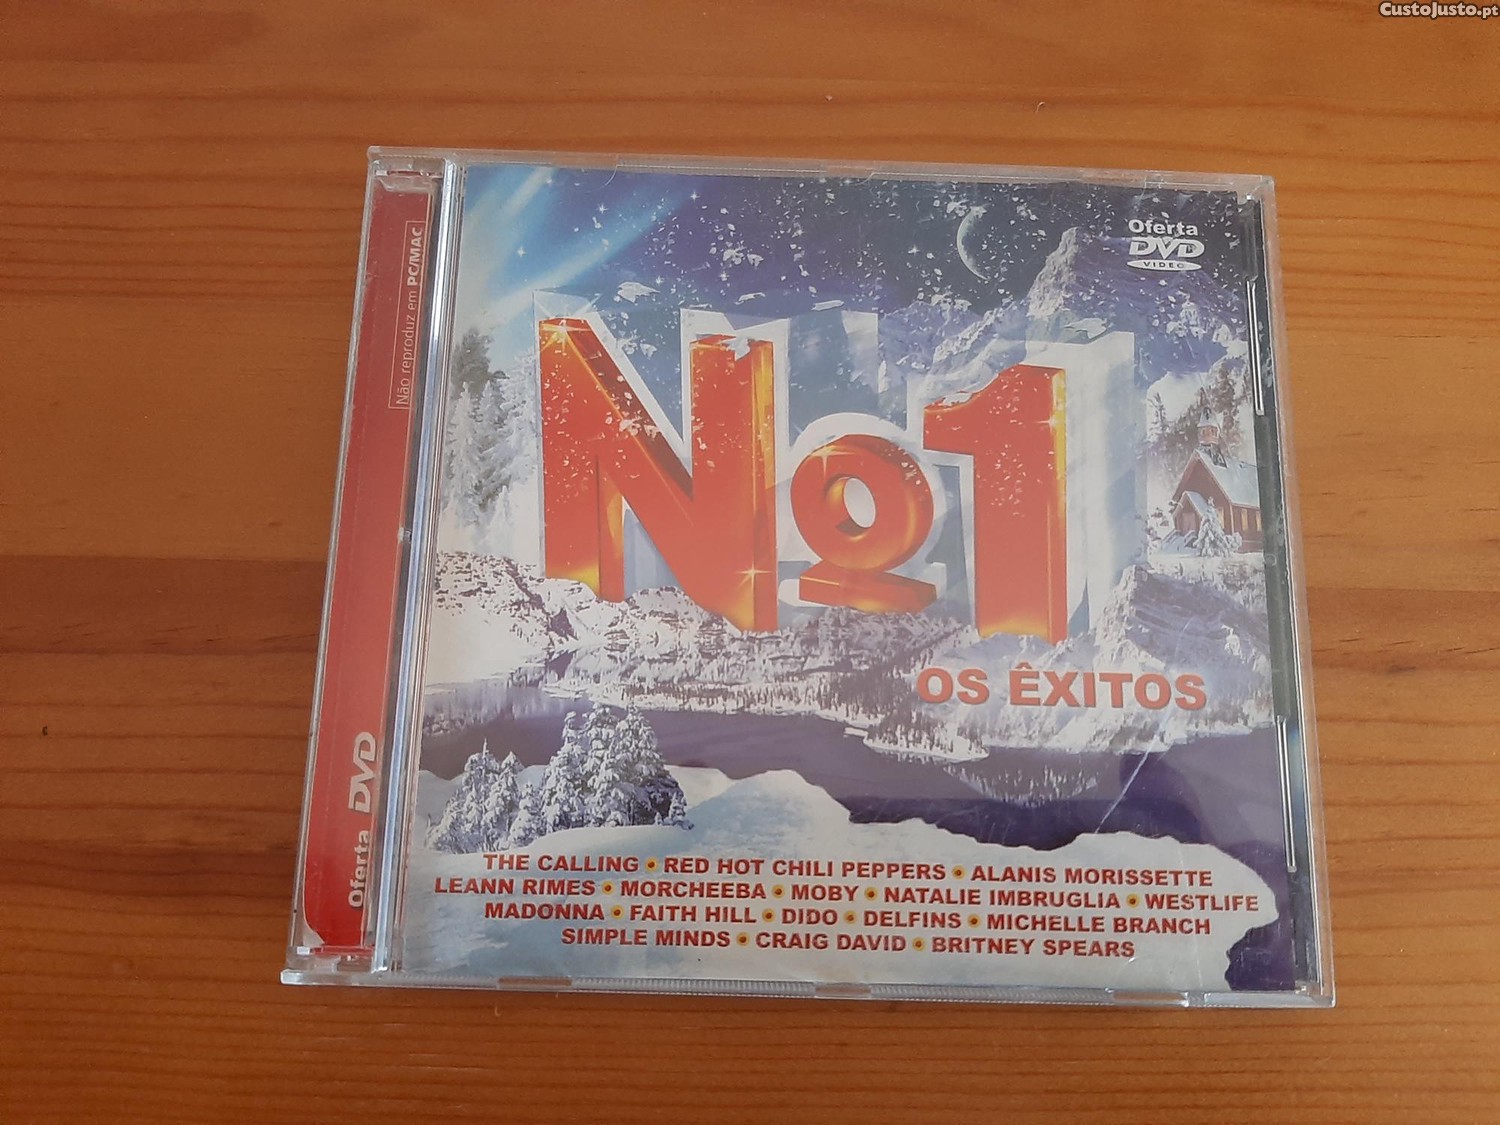 CustoJusto.pt
Não reproduz em PC/MAC
Oferta DVD
Oferta
DVD
VIDEO
Nº1
OS ÊXITOS
THE CALLING • RED HOT CHILI PEPPERS • ALANIS MORISSETTE
LEANN RIMES • MORCHEEBA • MOBY • NATALIE IMBRUGLIA • WESTLIFE
MADONNA • FAITH HILL • DIDO • DELFINS • MICHELLE BRANCH
SIMPLE MINDS • CRAIG DAVID • BRITNEY SPEARS